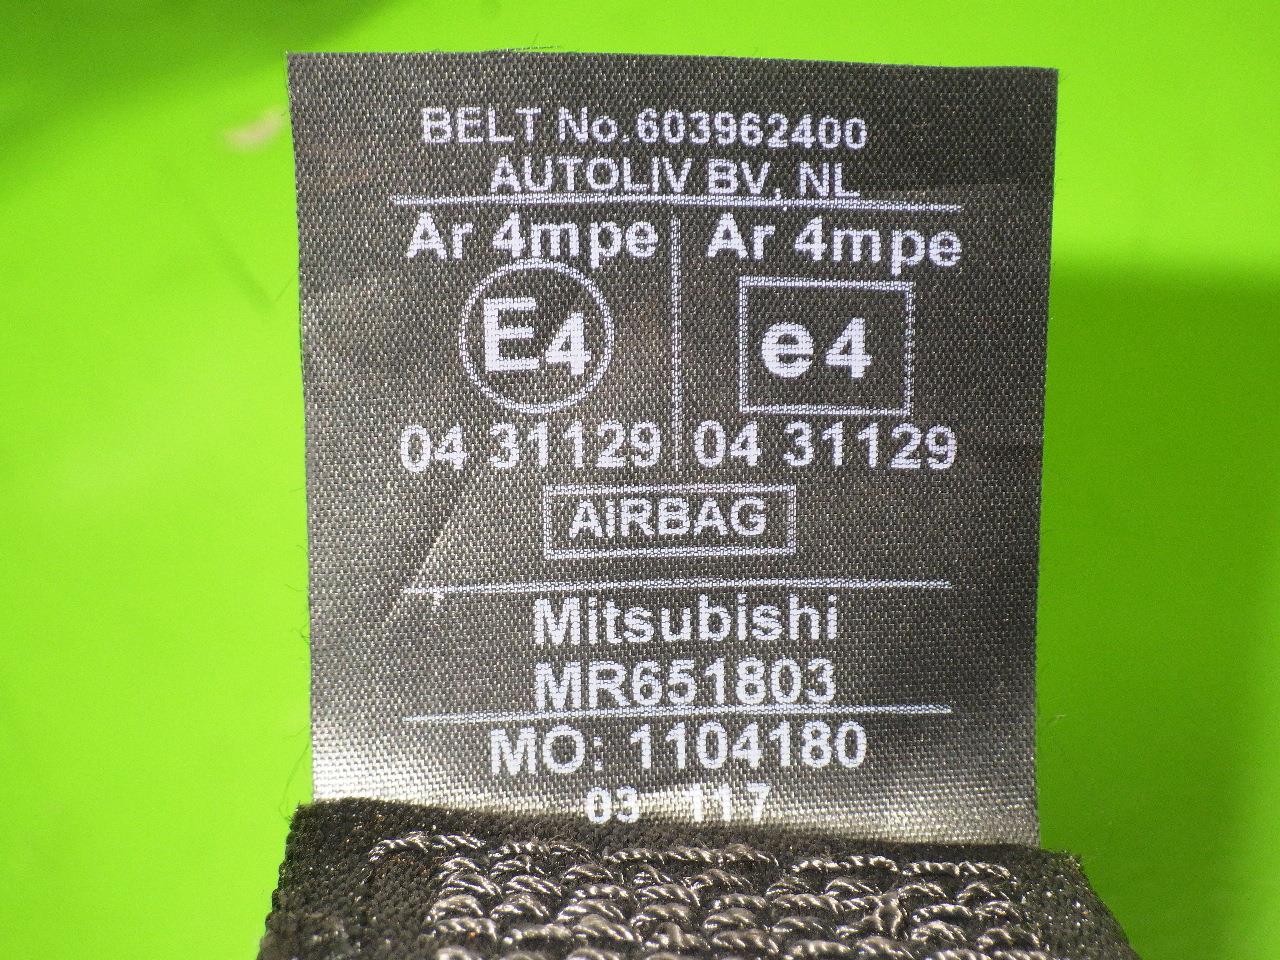 BELT No.603962400
AUTOLIV BV, NL
Ar 4mpe Ar 4mpe
E4 e4
04 31129 04 31129
AIRBAG
Mitsubishi
MR651803
MO: 1104180
03 117